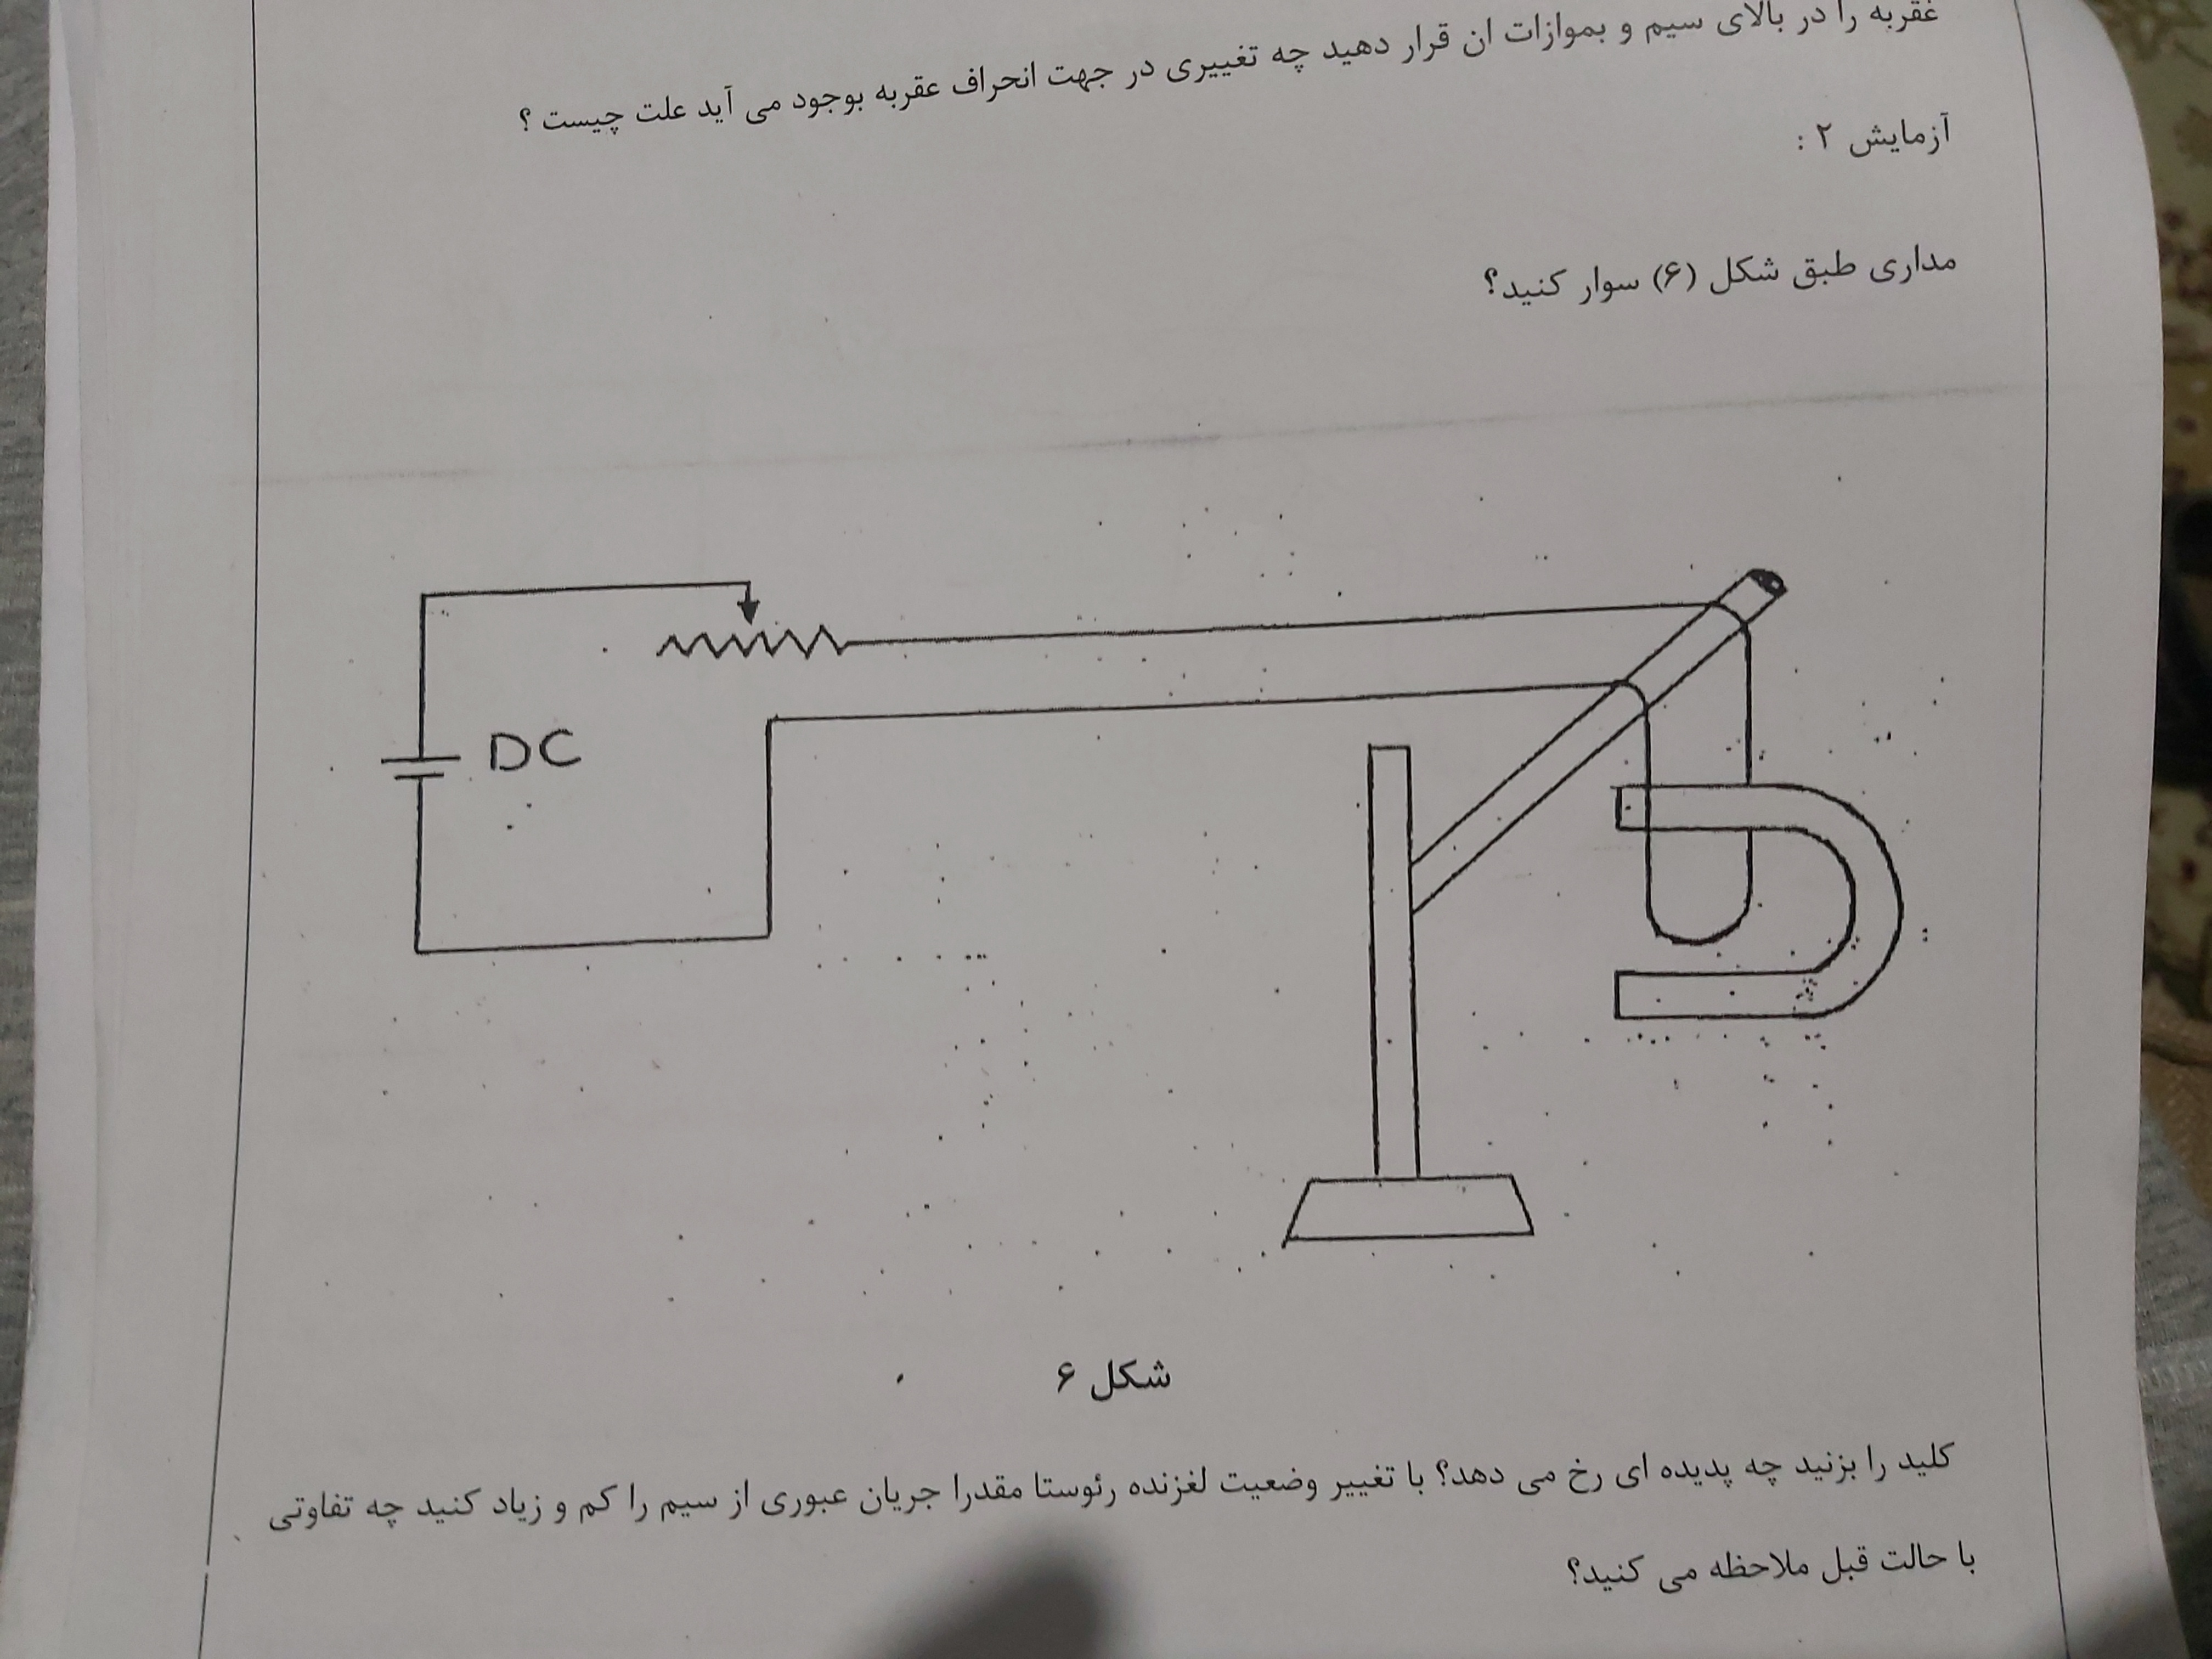 عقربه را در بالای سیم و بموازات ان قرار دهید چه تغییری در جهت انحراف عقربه بوجود می آید علت چیست ؟
آزمایش ۲ :
مداری طبق شکل (۶) سوار کنید؟
DC
شکل ۶
کلید را بزنید چه پدیده ای رخ می دهد؟ با تغییر وضعیت لغزنده رئوستا مقدرا جریان عبوری از سیم را کم و زیاد کنید چه تفاوتی
با حالت قبل ملاحظه می کنید؟